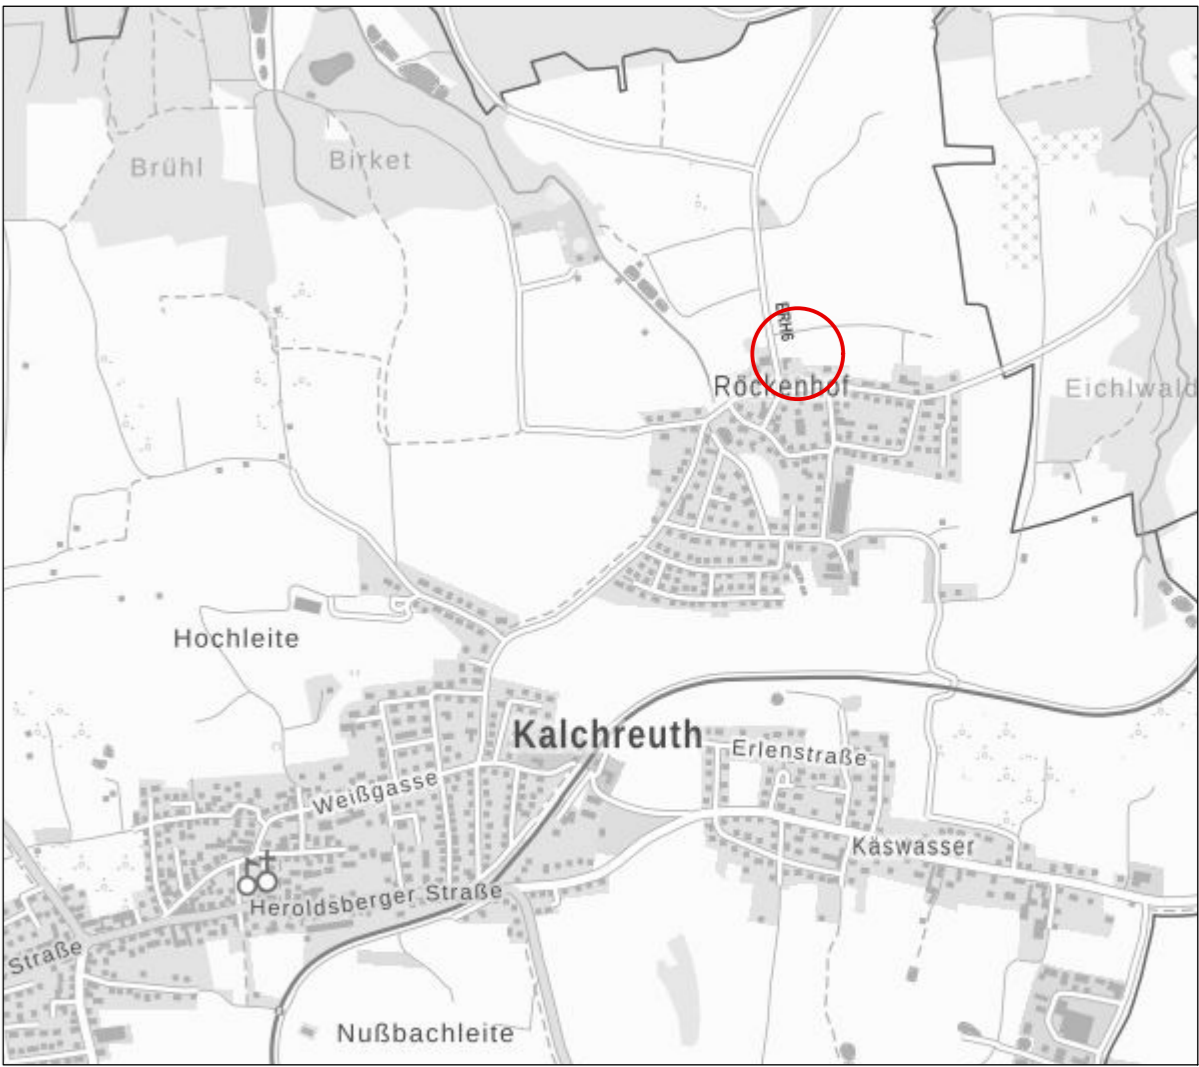 Brühl
Birket
ERH6
Röckenhof
Eichlwald
Hochleite
Kalchreuth
Erlenstraße
Weißgasse
Käswasser
Heroldsberger Straße
Straße
Nußbachleite